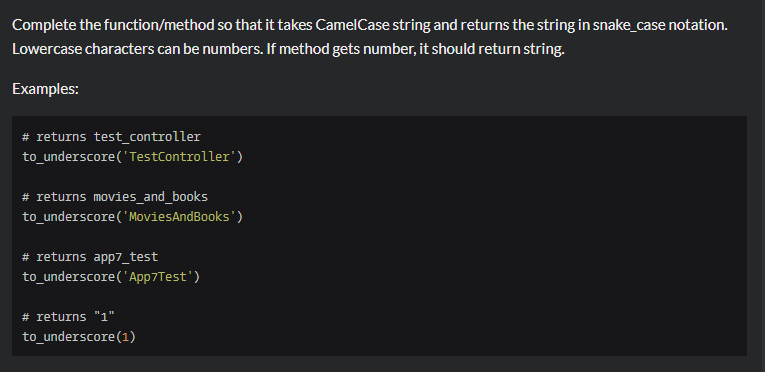 Complete the function/method so that it takes CamelCase string and returns the string in snake_case notation.
Lowercase characters can be numbers. If method gets number, it should return string.
Examples:
# returns test_controller
to_underscore('TestController')
# returns movies_and_books
to_underscore('MoviesAndBooks')
# returns app7_test
to_underscore('App7Test')
# returns "1"
to_underscore(1)